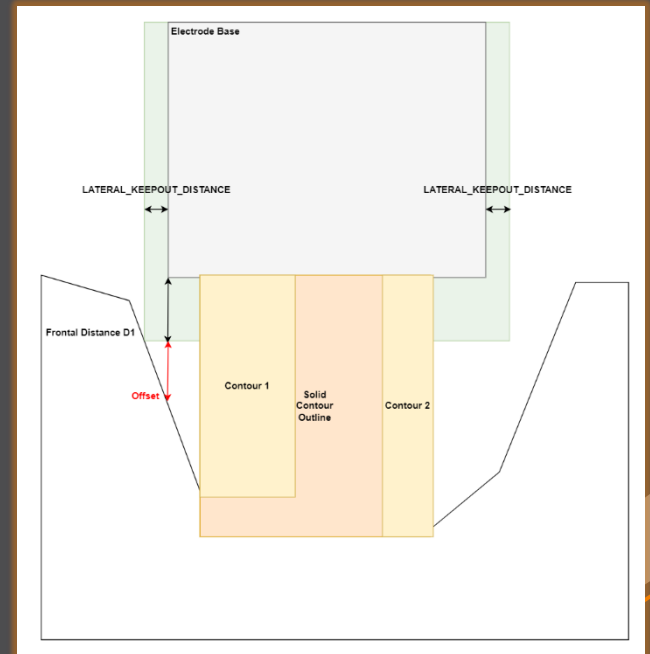 Electrode Base
LATERAL_KEEPOUT_DISTANCE
LATERAL_KEEPOUT_DISTANCE
Frontal Distance D1
Offset
Contour 1
Solid
Contour
Outline
Contour 2